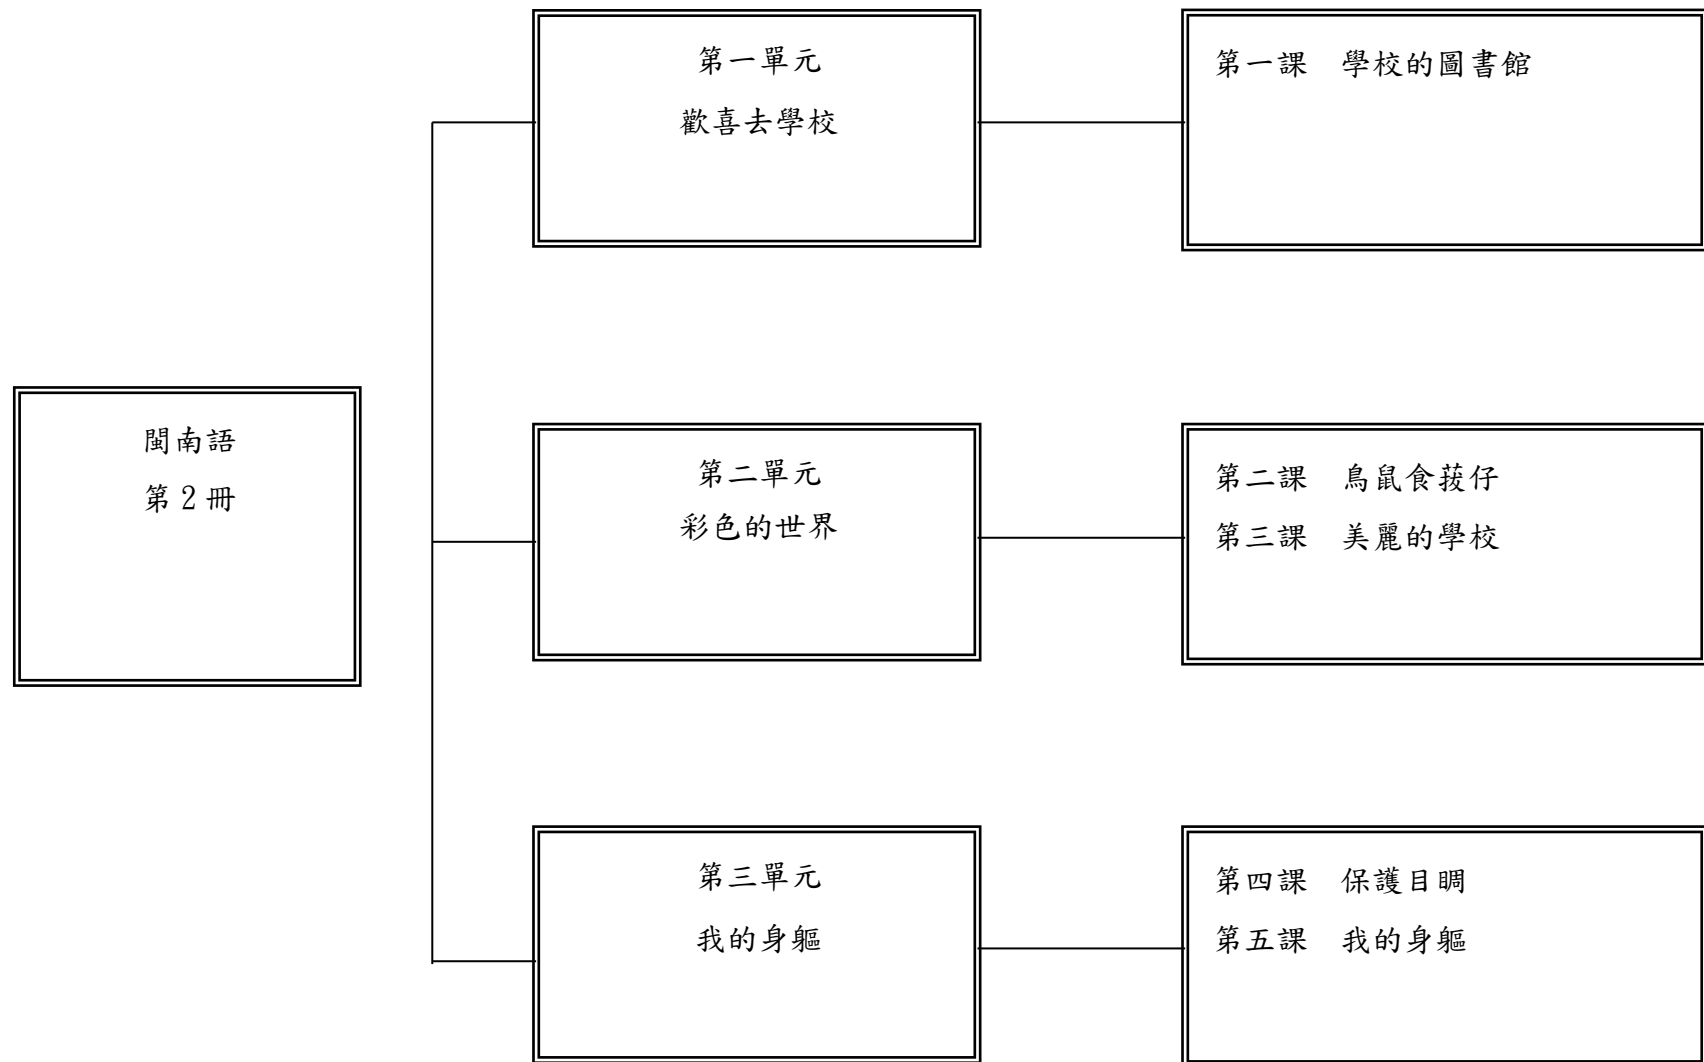 閩南語
第2冊
第一單元
歡喜去學校
第一課　學校的圖書館
第二單元
彩色的世界
第二課　鳥鼠食菝仔
第三課　美麗的學校
第三單元
我的身軀
第四課　保護目睭
第五課　我的身軀